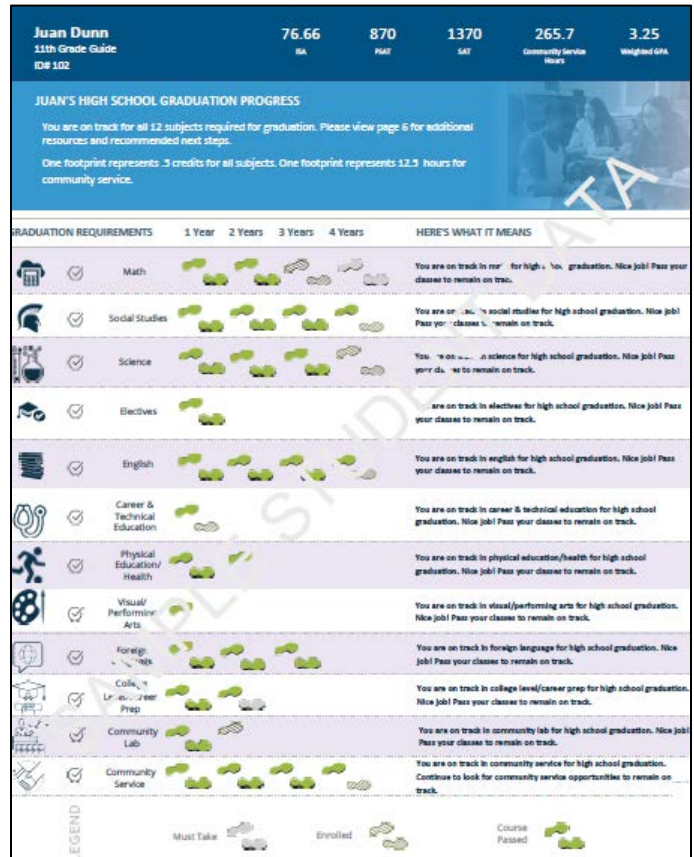 Juan Dunn
11th Grade Guide
ID# 102
76.66
ISA
870
PSAT
1370
SAT
265.7
Community Service
Hours
3.25
Weighted GPA
JUAN'S HIGH SCHOOL GRADUATION PROGRESS
You are on track for all 12 subjects required for graduation. Please view page 6 for additional
resources and recommended next steps.
One footprint represents .5 credits for all subjects. One footprint represents 12.5 hours for
community service.
GRADUATION REQUIREMENTS 1 Year 2 Years 3 Years 4 Years HERE'S WHAT IT MEANS
Math
You are on track in for high graduation. Nice job! Pass your
classes to remain on
Social Studies
You are on in social studies for high school graduation. Nice job!
Pass classes remain on track.
Science
on in science for high school graduation. Nice job! Pass
to remain on track.
Electives
are on track in electives for high school graduation. Nice job! Pass
your classes to remain on track.
English
You are on track in english for high school graduation. Nice job! Pass
your classes to remain on track.
Career &
Technical
Education
You are on track in career & technical education for high school
graduation. Nice job! Pass your classes to remain on track.
Physical
Education/
Health
You are on track in physical education/health for high school
graduation. Nice job! Pass your classes to remain on track.
Visual/
Performing
Arts
You are on track in visual/performing arts for high school graduation.
Nice job! Pass your classes to remain on track.
Foreign
You are on track in foreign language for high school graduation. Nice
job! Pass your classes to remain on track.
College
Prep
You are on track in college level/career prep for high school graduation.
Nice job! Pass your classes to remain on track.
Community
Lab
You are on track in community lab for high school graduation. Nice job!
Pass your classes to remain on track.
Community
Service
You are on track in community service for high school graduation.
Continue to look for community service opportunities to remain on
track.
LEGEND
Must Take
Enrolled
Course
Passed
SAMPLE STUDENT DATA